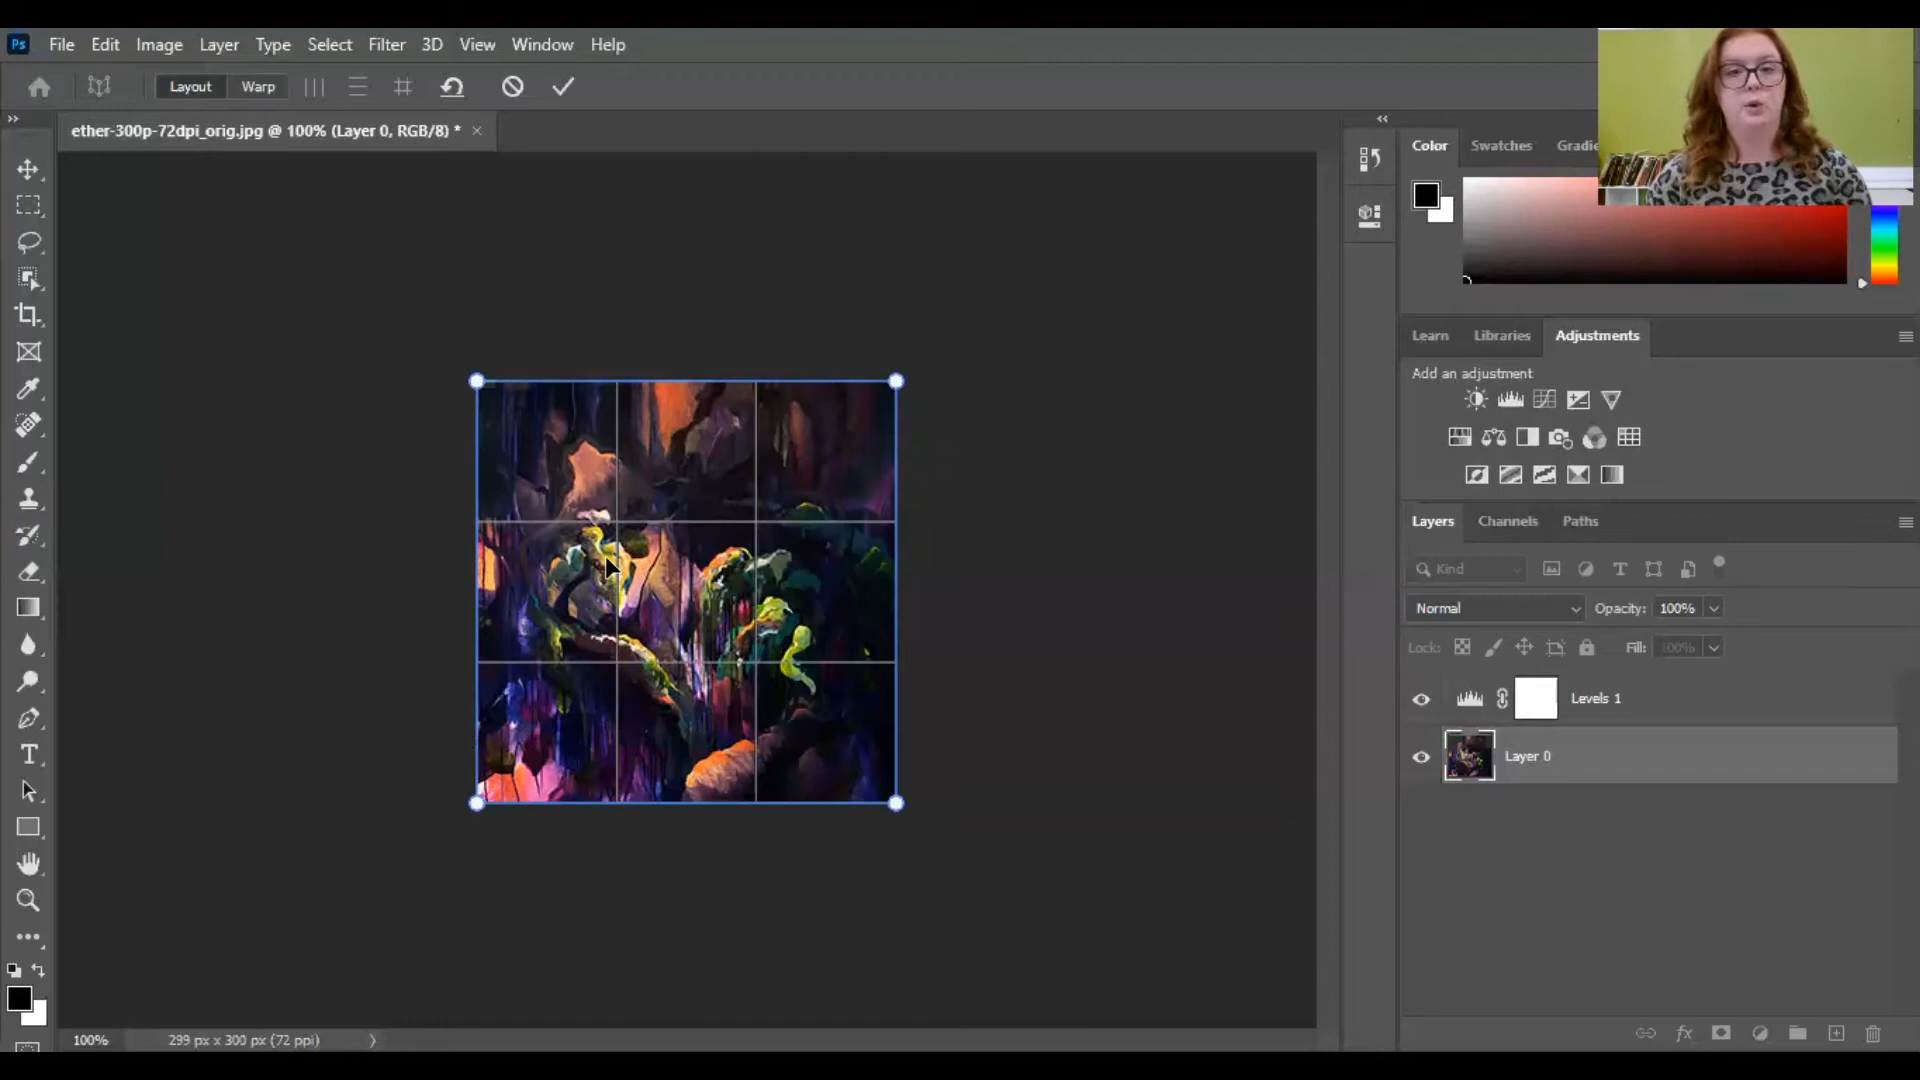 Ps File Edit Image Layer Type Select Filter 3D View Window Help
Layout Warp
ether-300p-72dpi_orig.jpg @ 100% (Layer 0, RGB/8) *
Color Swatches Gradie
Learn Libraries Adjustments
Add an adjustment
Layers Channels Paths
Kind
Normal Opacity: 100%
Lock: Fill: 100%
Levels 1
Layer 0
100% 299 px x 300 px (72 ppi)